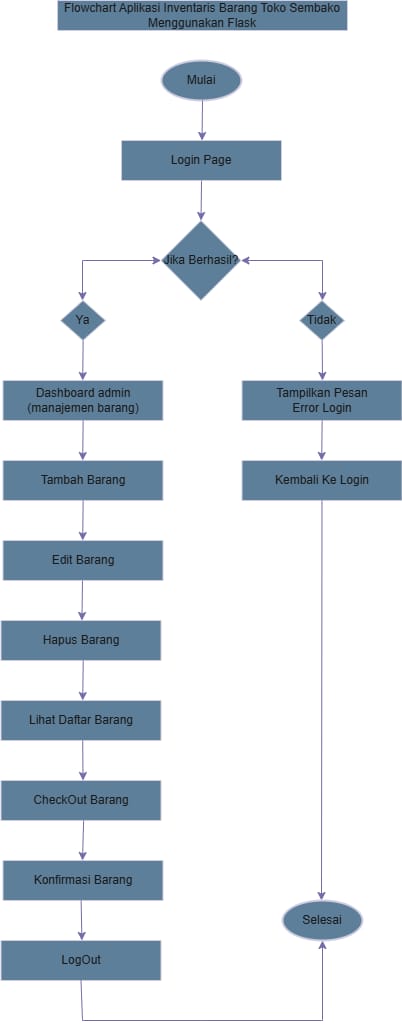 Flowchart Aplikasi Inventaris Barang Toko Sembako
Menggunakan Flask
Mulai
Login Page
Jika Berhasil?
Ya
Tidak
Dashboard admin
(manajemen barang)
Tampilkan Pesan
Error Login
Tambah Barang
Kembali Ke Login
Edit Barang
Hapus Barang
Lihat Daftar Barang
CheckOut Barang
Konfirmasi Barang
Selesai
LogOut